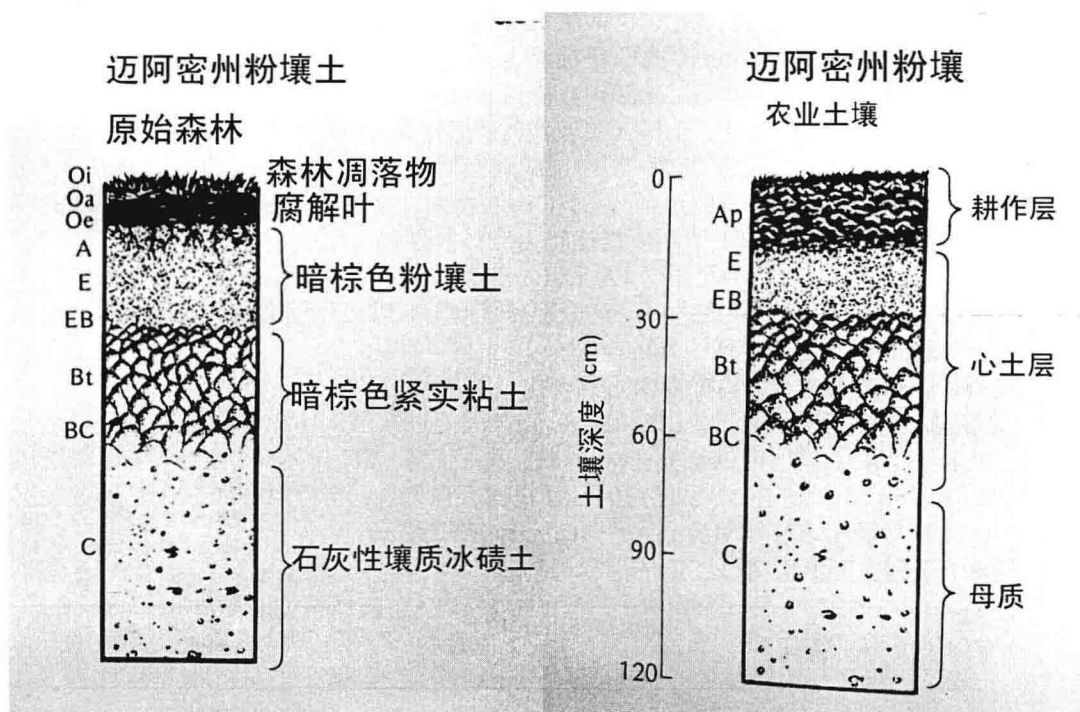 迈阿密州粉壤土
原始森林
Oi
森林凋落物
Oa
腐解叶
Oe
A
E
暗棕色粉壤土
EB
Bt
暗棕色紧实粘土
BC
C
石灰性壤质冰碛土
迈阿密州粉壤
农业土壤
土壤深度 (cm)
0
30
60
90
120
Ap
耕作层
E
EB
Bt
心土层
BC
C
母质